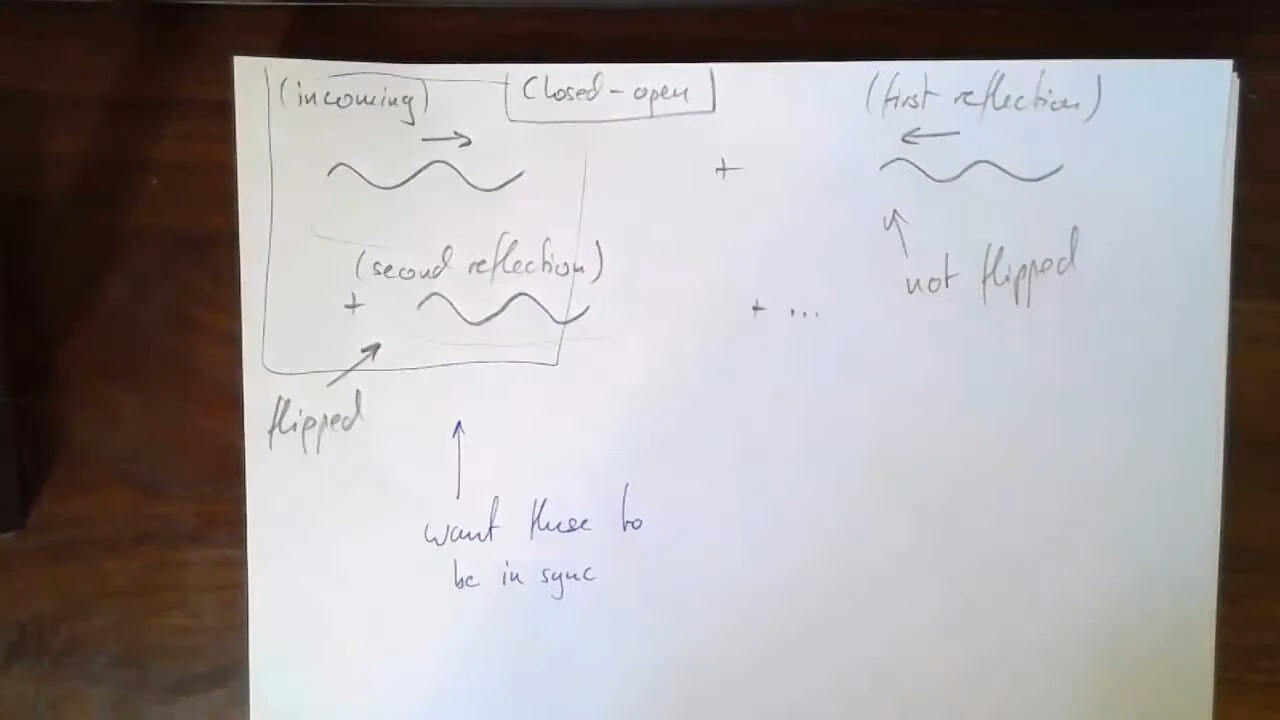 (incoming)
Closed-open
(first reflection)
+
(second reflection)
+
+ ...
not flipped
flipped
want these to
be in sync